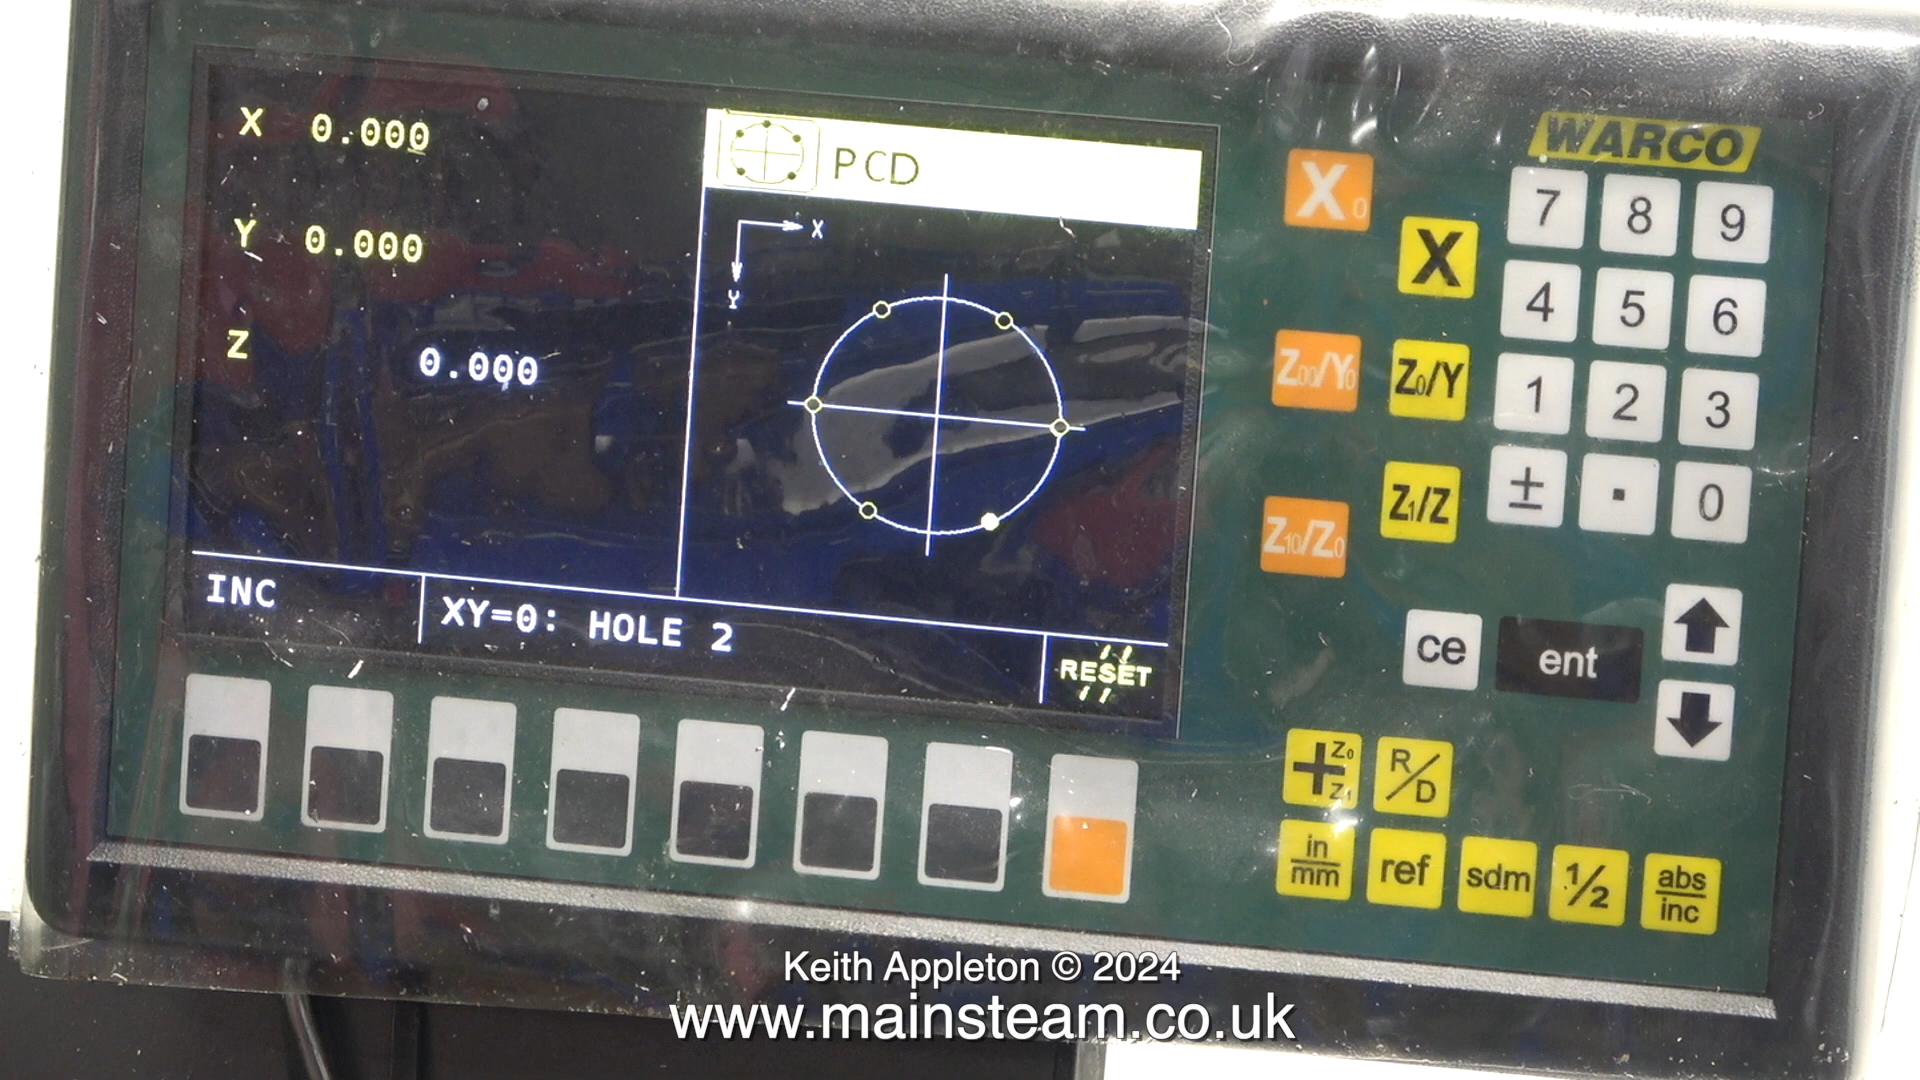 X 0.000
Y 0.000
Z 0.000
PCD
X
Y
INC
XY=0: HOLE 2
RESET
WARCO
X0
X
Z00/Y0
Z0/Y
Z10/Z0
Z1/Z
7 8 9
4 5 6
1 2 3
± . 0
ce ent
+Z0 Z1
R/D
in/mm
ref
sdm
1/2
abs/inc
Keith Appleton © 2024
www.mainsteam.co.uk